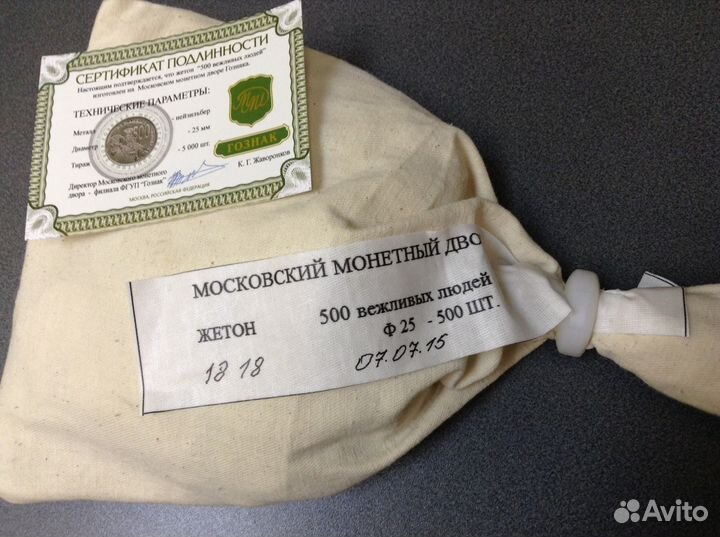 СЕРТИФИКАТ ПОДЛИННОСТИ
Настоящим подтверждается, что жетон "500 вежливых людей"
изготовлен на Московском монетном дворе Гознака.
ТЕХНИЧЕСКИЕ ПАРАМЕТРЫ:
Металл - нейзильбер
Диаметр - 25 мм
Тираж - 5 000 шт.
ГОЗНАК
Директор Московского монетного
двора - филиала ФГУП "Гознак" К. Г. Жаворонков
МОСКВА, РОССИЙСКАЯ ФЕДЕРАЦИЯ
МОСКОВСКИЙ МОНЕТНЫЙ ДВО
500 вежливых людей
ЖЕТОН Ф 25 - 500 ШТ.
1318 07.07.15
Avito